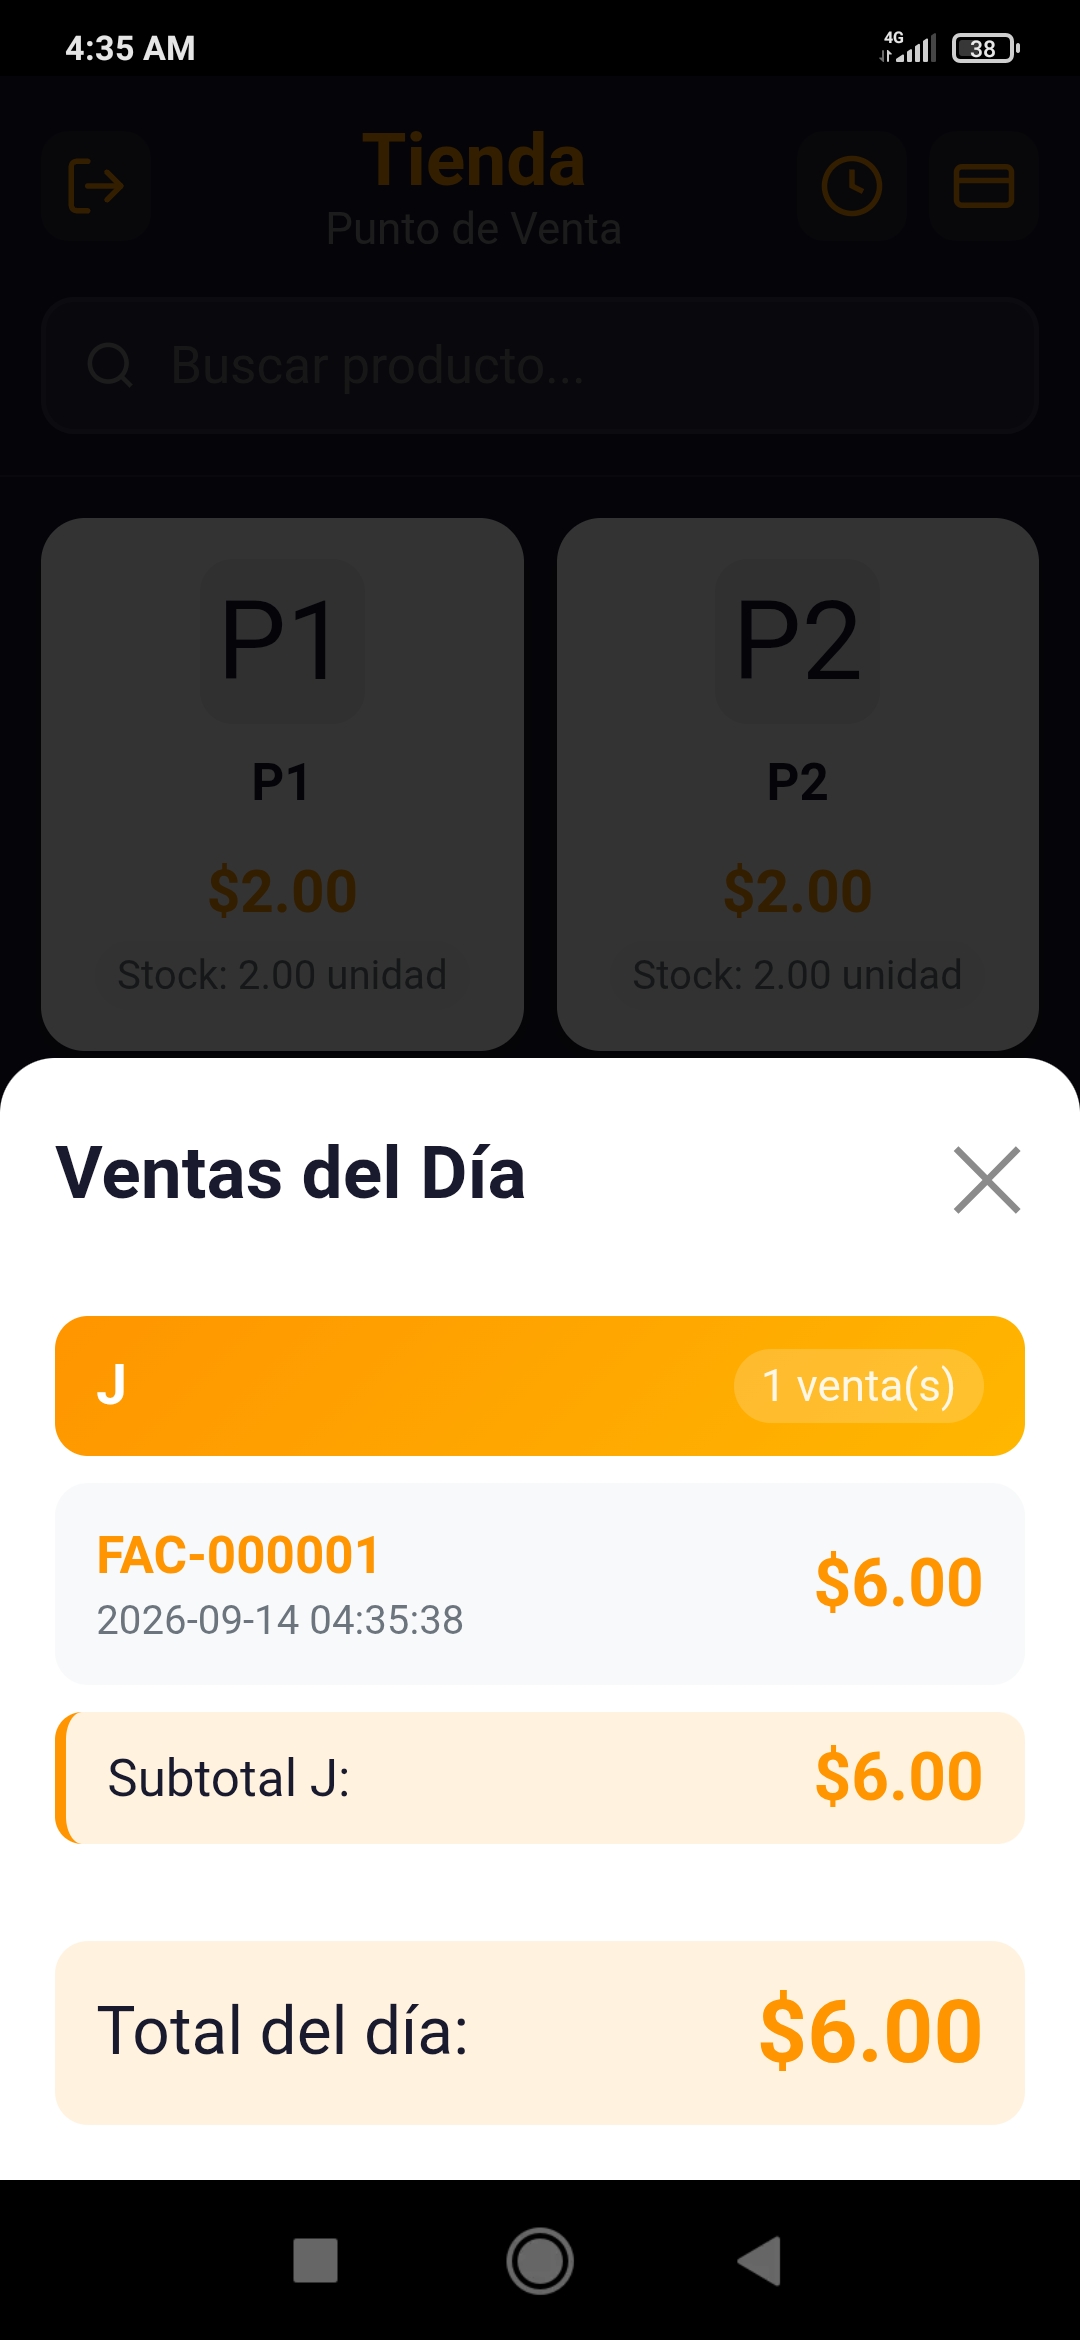 4:35 AM
4G
38
Tienda
Punto de Venta
Buscar producto...
P1
P2
P1
P2
$2.00
$2.00
Stock: 2.00 unidad
Stock: 2.00 unidad
Ventas del Día
J
1 venta(s)
FAC-000001
$6.00
2026-09-14 04:35:38
Subtotal J:
$6.00
Total del día:
$6.00